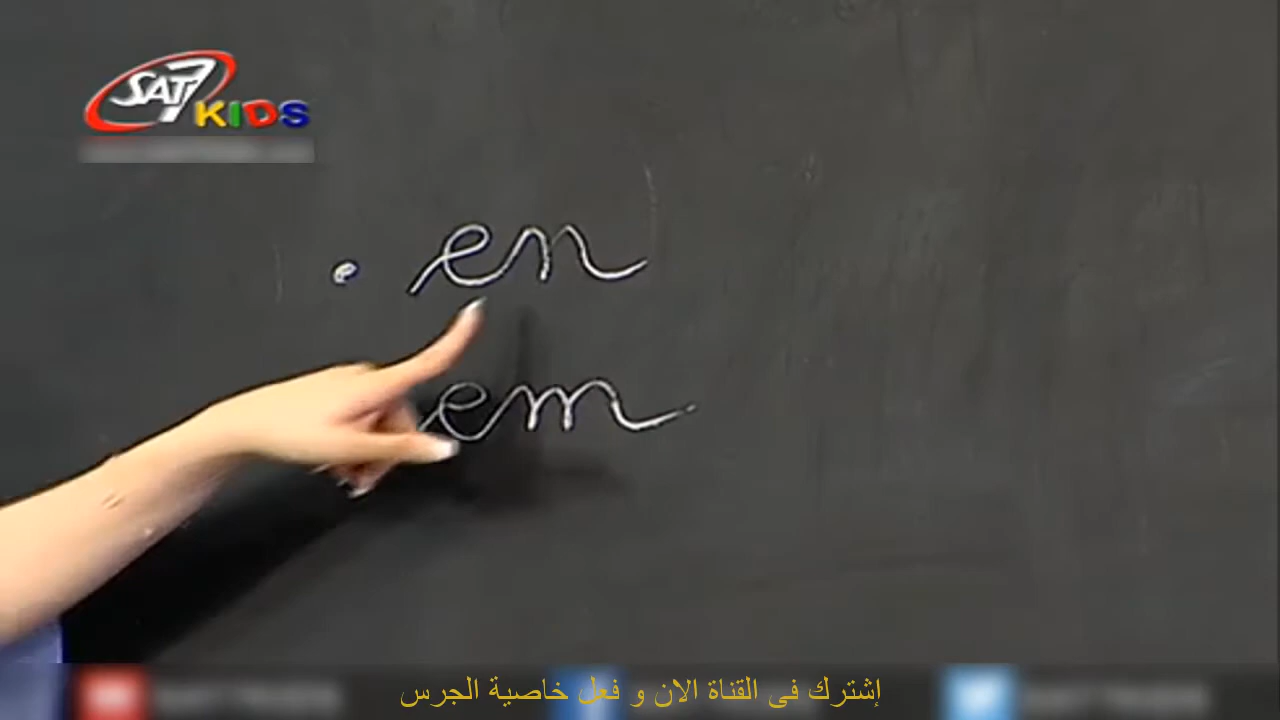 SAT7
KIDS
e en
em
إشترك فى القناة الان و فعل خاصية الجرس